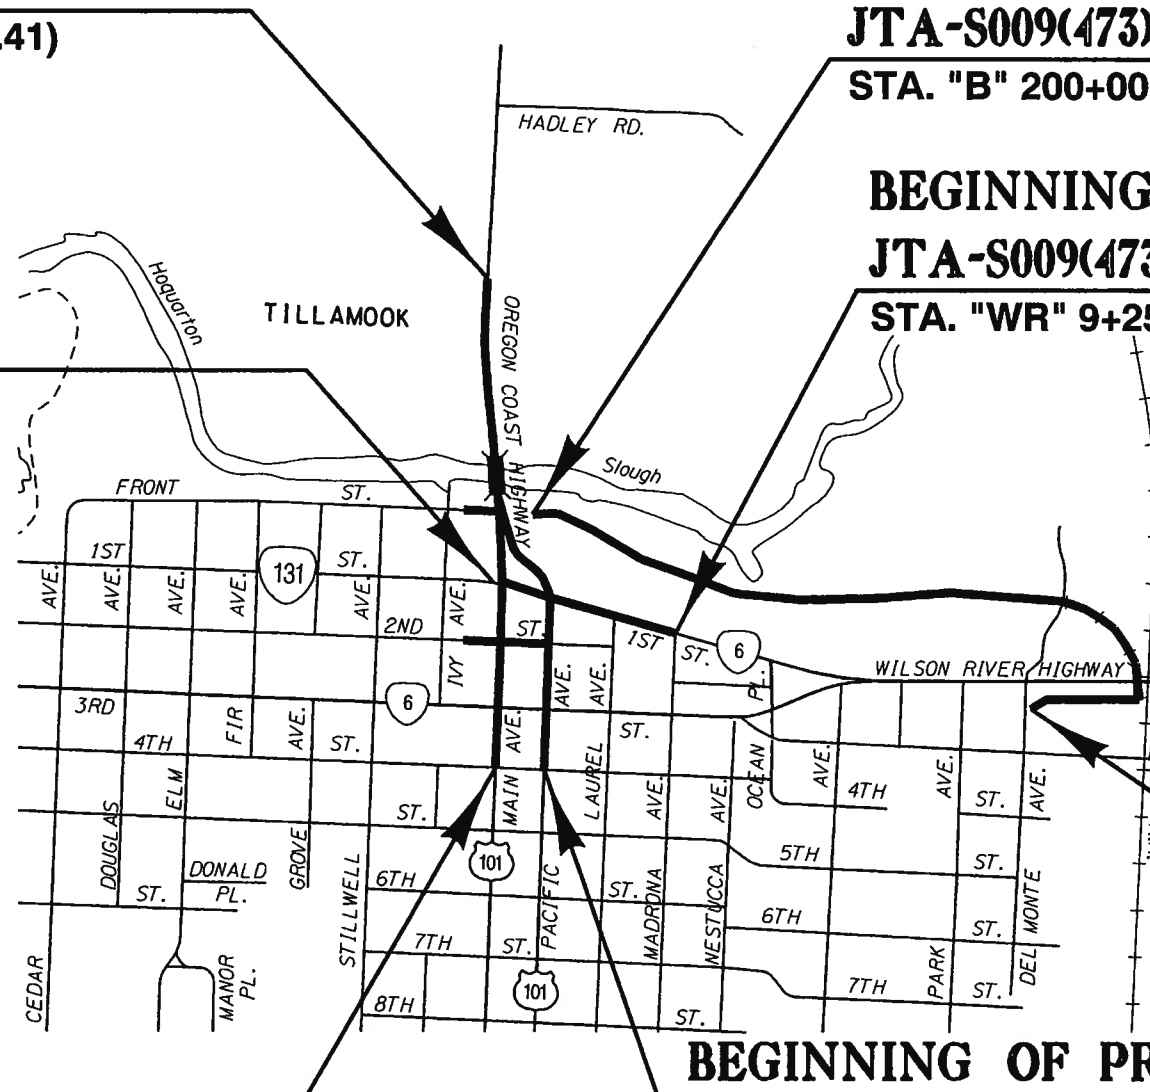 .41)
JTA-S009(473)
STA. "B" 200+00
HADLEY RD.
BEGINNING
JTA-S009(473
STA. "WR" 9+25
Hoquarton
TILLAMOOK
OREGON COAST HIGHWAY
Slough
FRONT ST.
1ST ST.
131
AVE. AVE. AVE. AVE. AVE. AVE.
2ND ST.
1ST ST.
6
WILSON RIVER HIGHWAY
IVY
AVE. AVE.
PL.
6
3RD ST.
FIR
AVE.
AVE.
4TH ST.
LAUREL
OCEAN
AVE.
AVE.
AVE.
ELM
MAIN
AVE.
AVE.
4TH ST.
DOUGLAS
ST.
101
5TH ST.
GROVE
STILLWELL
DONALD PL.
ST.
6TH ST.
PACIFIC
MADRONA
NESTUCCA
6TH ST.
DEL MONTE
7TH ST.
CEDAR
MANOR PL.
101
PARK
7TH ST.
8TH ST.
BEGINNING OF PR